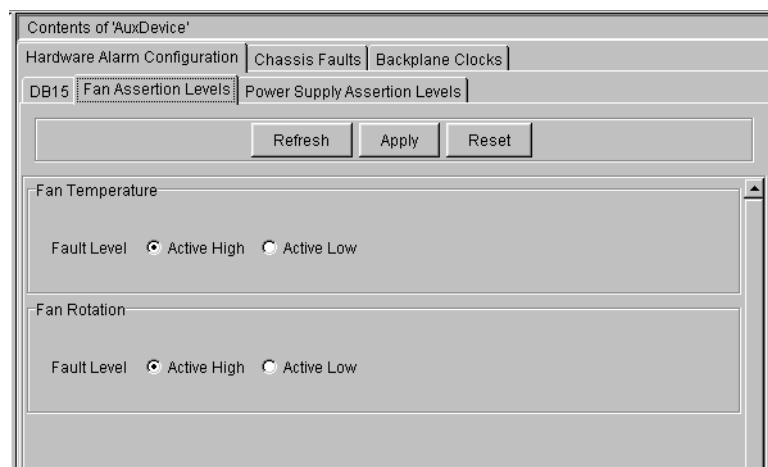 Contents of 'AuxDevice'
Hardware Alarm Configuration Chassis Faults Backplane Clocks
DB15 Fan Assertion Levels Power Supply Assertion Levels
Refresh Apply Reset
Fan Temperature
Fault Level Active High Active Low
Fan Rotation
Fault Level Active High Active Low